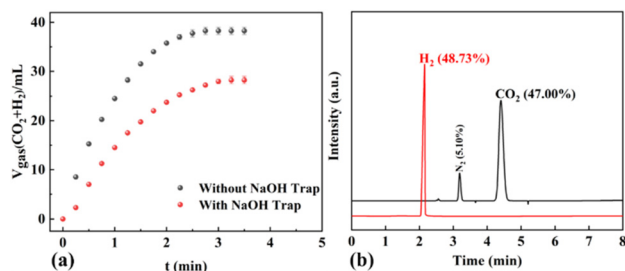 V_gas(CO₂+H₂)/mL
40
30
20
10
0
Without NaOH Trap
With NaOH Trap
0 1 2 3 4 5
(a)
t (min)
Intensity (a.u.)
H₂ (48.73%)
N₂ (5.10%)
CO₂ (47.00%)
0 1 2 3 4 5 6 7 8
(b)
Time (min)